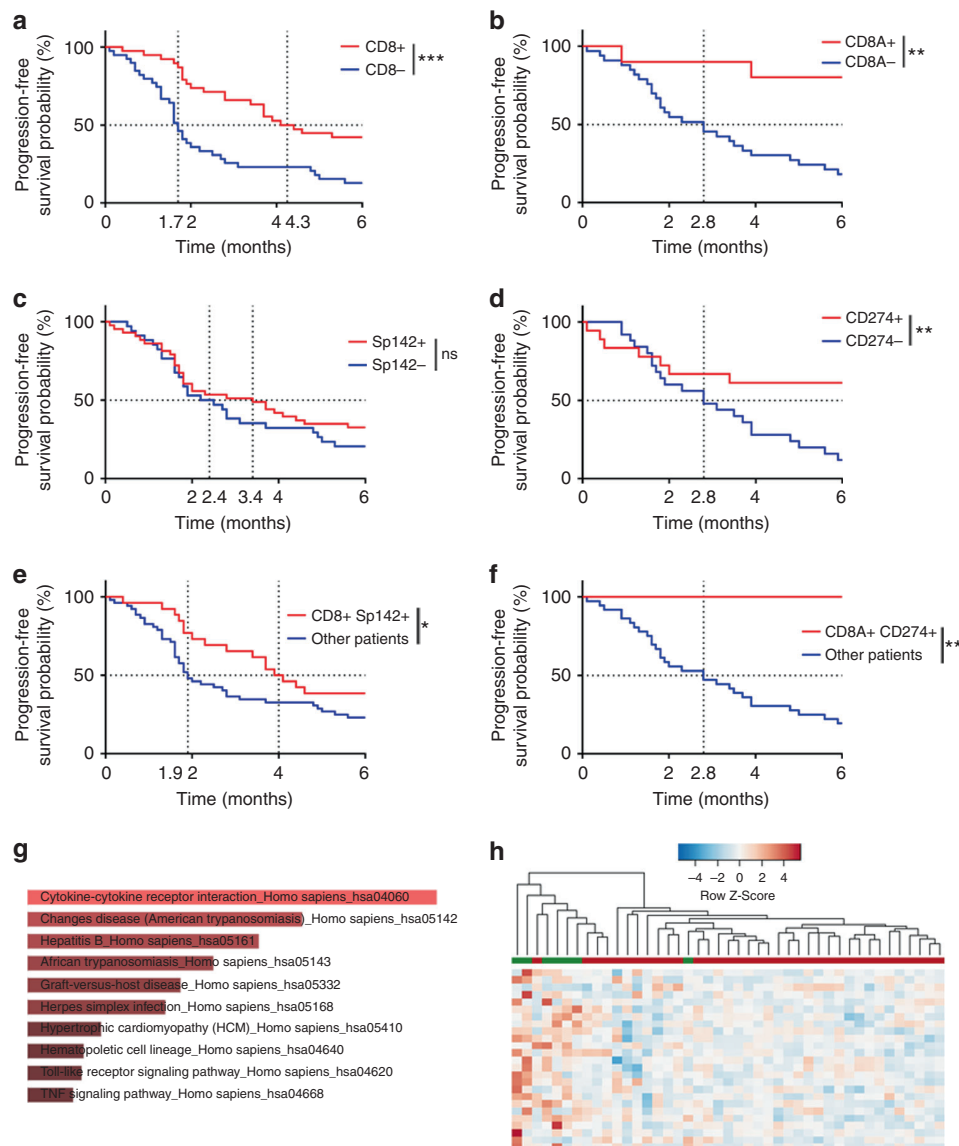 a
Progression-free
survival probability (%)
100
50
0
0
1.7 2
4 4.3
6
Time (months)
CD8+
CD8–
***
b
Progression-free
survival probability (%)
100
50
0
0
2
2.8
4
6
Time (months)
CD8A+
CD8A–
**
c
Progression-free
survival probability (%)
100
50
0
0
2
2.4
3.4
4
6
Time (months)
Sp142+
Sp142–
ns
d
Progression-free
survival probability (%)
100
50
0
0
2
2.8
4
6
Time (months)
CD274+
CD274–
**
e
Progression-free
survival probability (%)
100
50
0
0
1.9 2
4
6
Time (months)
CD8+ Sp142+
Other patients
*
f
Progression-free
survival probability (%)
100
50
0
0
2
2.8
4
6
Time (months)
CD8A+ CD274+
Other patients
**
g
Cytokine-cytokine receptor interaction_Homo sapiens_hsa04060
Changes disease (American trypanosomiasis)_Homo sapiens_hsa05142
Hepatitis B_Homo sapiens_hsa05161
African trypanosomiasis_Homo sapiens_hsa05143
Graft-versus-host disease_Homo sapiens_hsa05332
Herpes simplex infection_Homo sapiens_hsa05168
Hypertrophic cardiomyopathy (HCM)_Homo sapiens_hsa05410
Hematopoletic cell lineage_Homo sapiens_hsa04640
Toll-like receptor signaling pathway_Homo sapiens_hsa04620
TNF signaling pathway_Homo sapiens_hsa04668
h
–4 –2 0 2 4
Row Z-Score